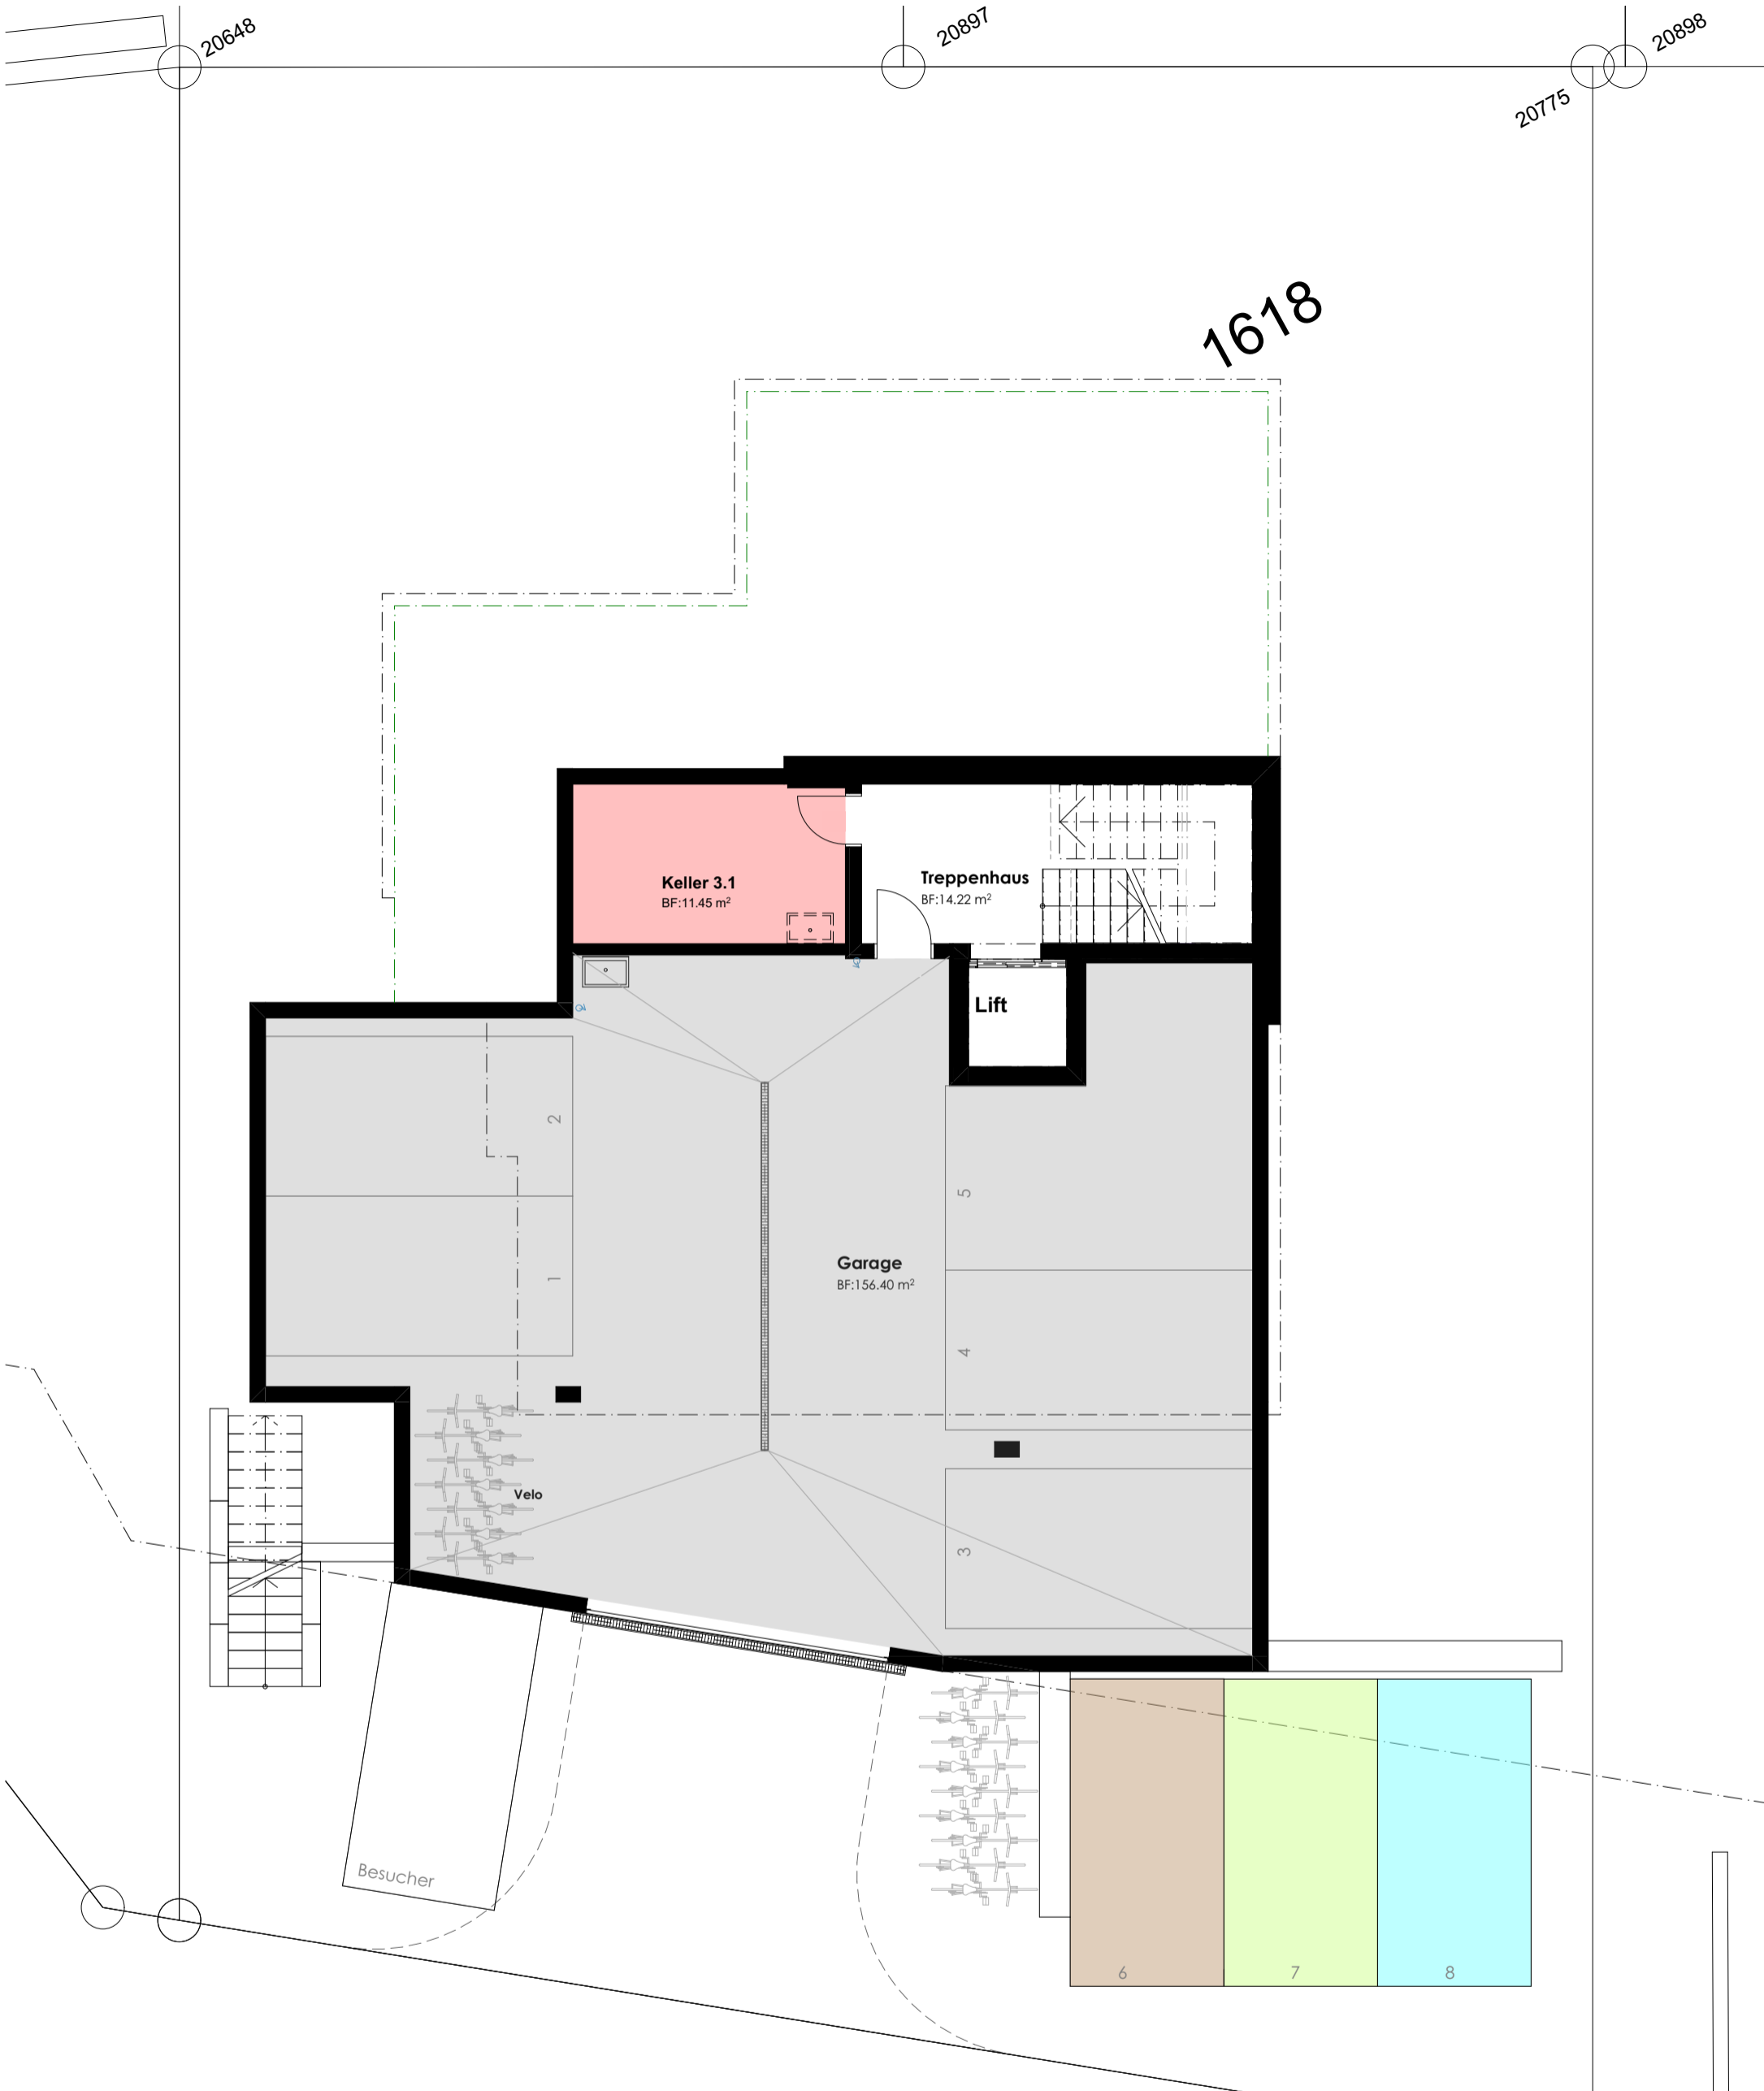 20648
20897
20898
20775
1618
Keller 3.1
BF:11.45 m²
Treppenhaus
BF:14.22 m²
Lift
2
5
Garage
BF:156.40 m²
1
4
Velo
3
Besucher
6
7
8